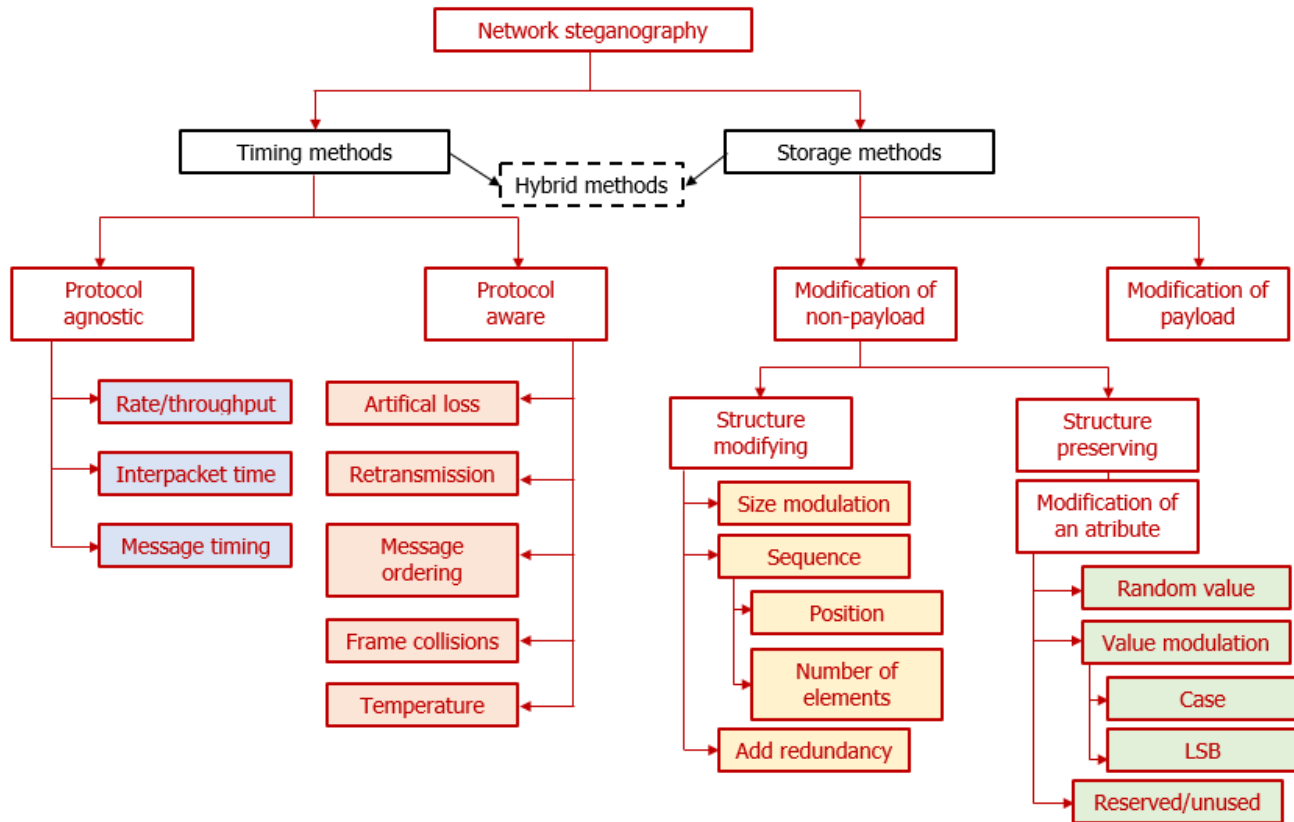 Network steganography
Timing methods
Storage methods
Hybrid methods
Protocol
agnostic
Protocol
aware
Modification of
non-payload
Modification of
payload
Rate/throughput
Interpacket time
Message timing
Artifical loss
Retransmission
Message
ordering
Frame collisions
Temperature
Structure
modifying
Size modulation
Sequence
Position
Number of
elements
Add redundancy
Structure
preserving
Modification of
an atribute
Random value
Value modulation
Case
LSB
Reserved/unused